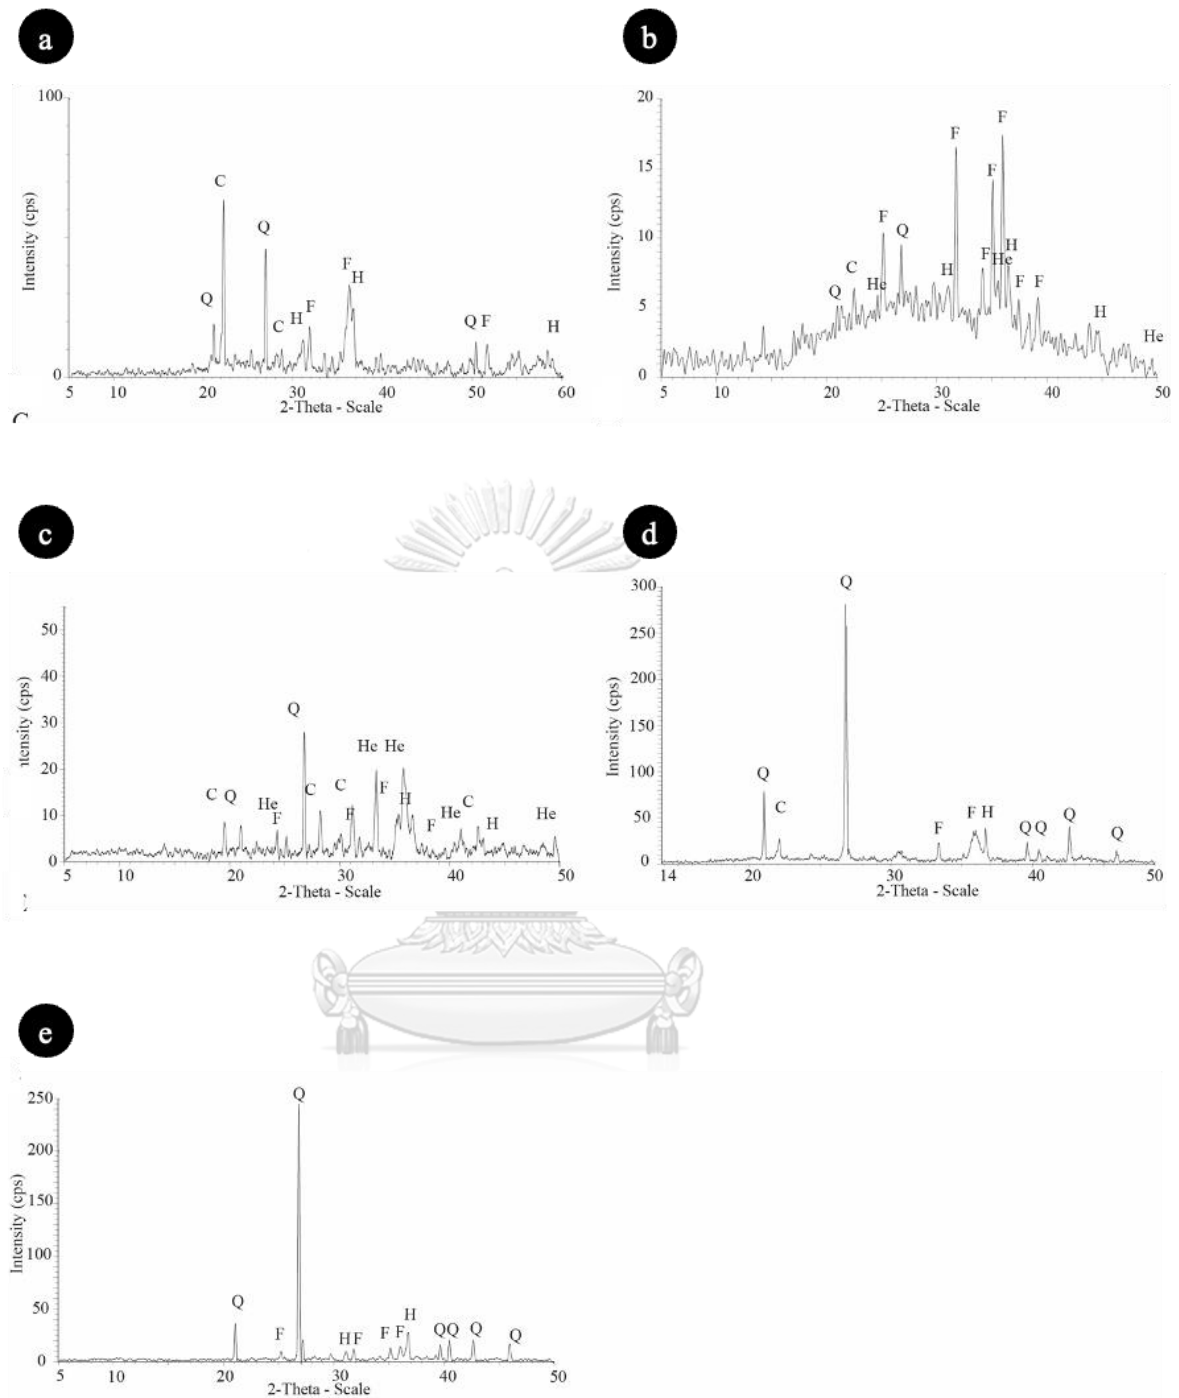 a
100
C
Q
Q
F
H
C
H
F
Q
F
H
Intensity (cps)
0
5 10 20 30 40 50 60
2-Theta - Scale
b
20
F
F
F
15
F
10
Q
H
F
He
C
He
H
F
F
Q
5
H
He
Intensity (cps)
0
5 10 20 30 40 50
2-Theta - Scale
c
50
40
30
Q
He He
20
C
C
F
C Q
He
F
H
C
He
He
10
F
F
H
0
5 10 20 30 40 50
2-Theta - Scale
d
300
Q
250
200
150
100
Q
50
C
F
F H
Q Q
Q
Q
Intensity (cps)
0
14 20 30 40 50
2-Theta - Scale
e
250
Q
200
150
100
50
Q
F
H F
F F
H
Q Q
Q
Q
Intensity (cps)
0
5 10 20 30 40 50
2-Theta - Scale